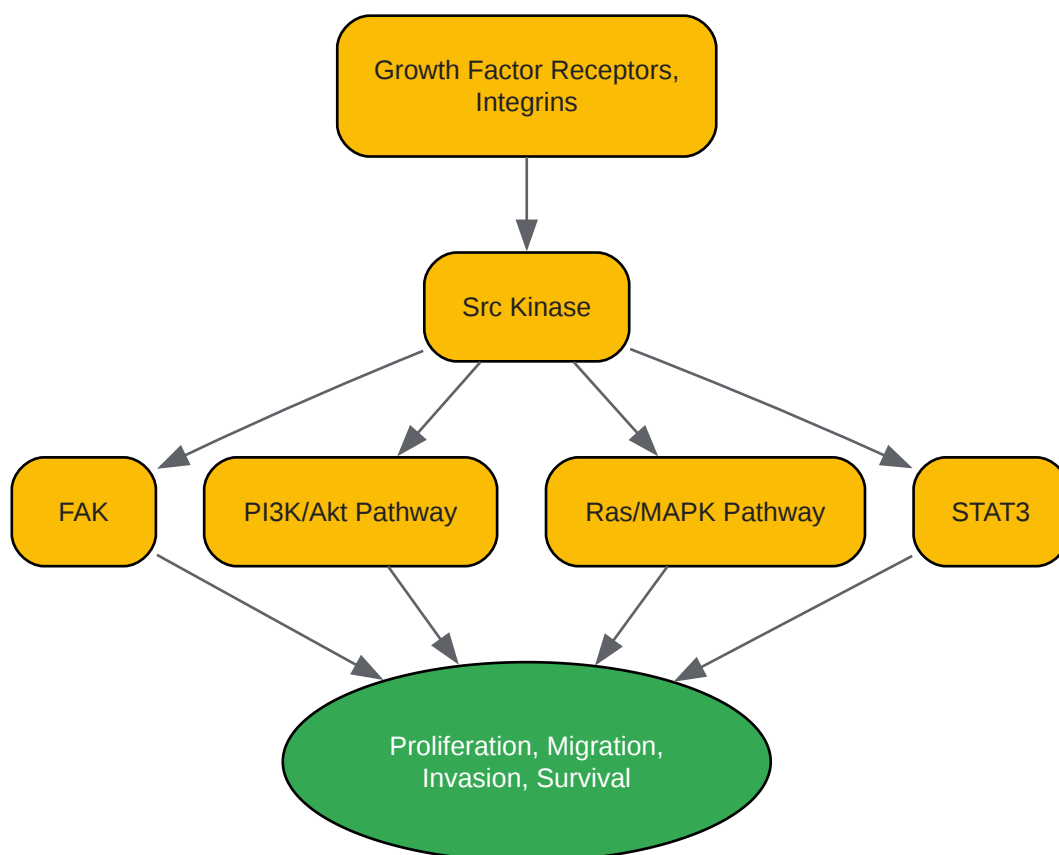 Growth Factor Receptors,
Integrins
Src Kinase
FAK
PI3K/Akt Pathway
Ras/MAPK Pathway
STAT3
Proliferation, Migration,
Invasion, Survival